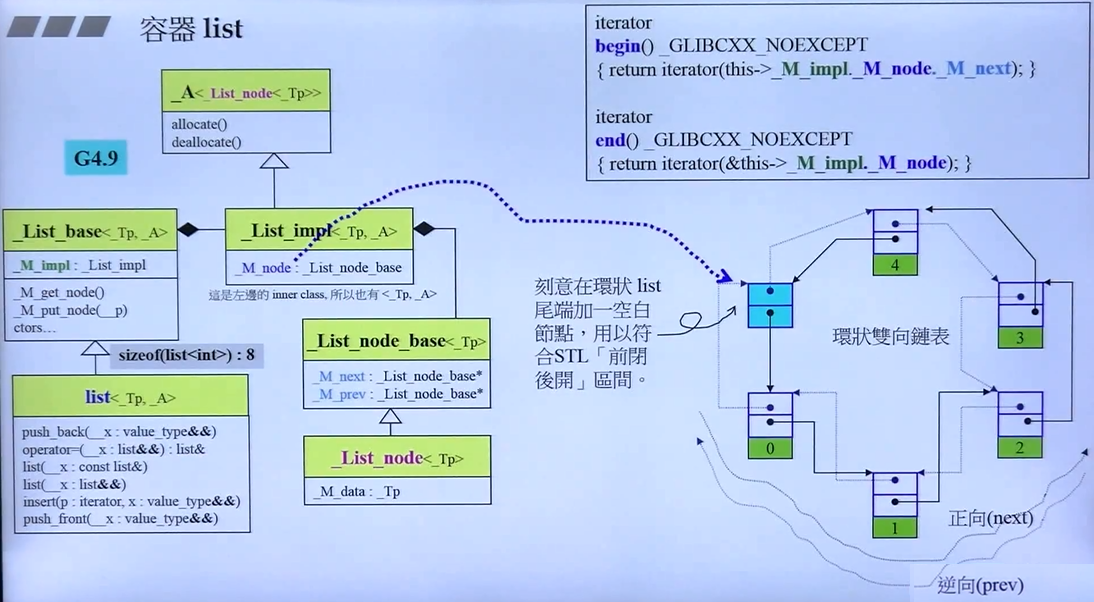 容器 list
iterator
begin() _GLIBCXX_NOEXCEPT
{ return iterator(this->_M_impl._M_node._M_next); }
iterator
end() _GLIBCXX_NOEXCEPT
{ return iterator(&this->_M_impl._M_node); }
_A<_List_node<_Tp>>
allocate()
deallocate()
G4.9
_List_base<_Tp, _A>
_M_impl : _List_impl
_M_get_node()
_M_put_node(__p)
ctors…
_List_impl<_Tp, _A>
_M_node : _List_node_base
這是左邊的 inner class, 所以也有 <_Tp, _A>
sizeof(list<int>) : 8
list<_Tp, _A>
push_back(__x : value_type&&)
operator=(__x : list&&) : list&
list(__x : const list&)
list(__x : list&&)
insert(p : iterator, x : value_type&&)
push_front(__x : value_type&&)
_List_node_base<_Tp>
_M_next : _List_node_base*
_M_prev : _List_node_base*
_List_node<_Tp>
_M_data : _Tp
刻意在環狀 list
尾端加一空白
節點，用以符
合STL「前閉
後開」區間。
環狀雙向鏈表
4
3
2
0
1
正向(next)
逆向(prev)